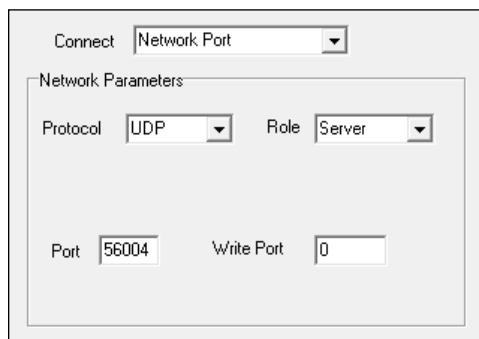 Connect Network Port
Network Parameters
Protocol UDP Role Server
Port 56004 Write Port 0